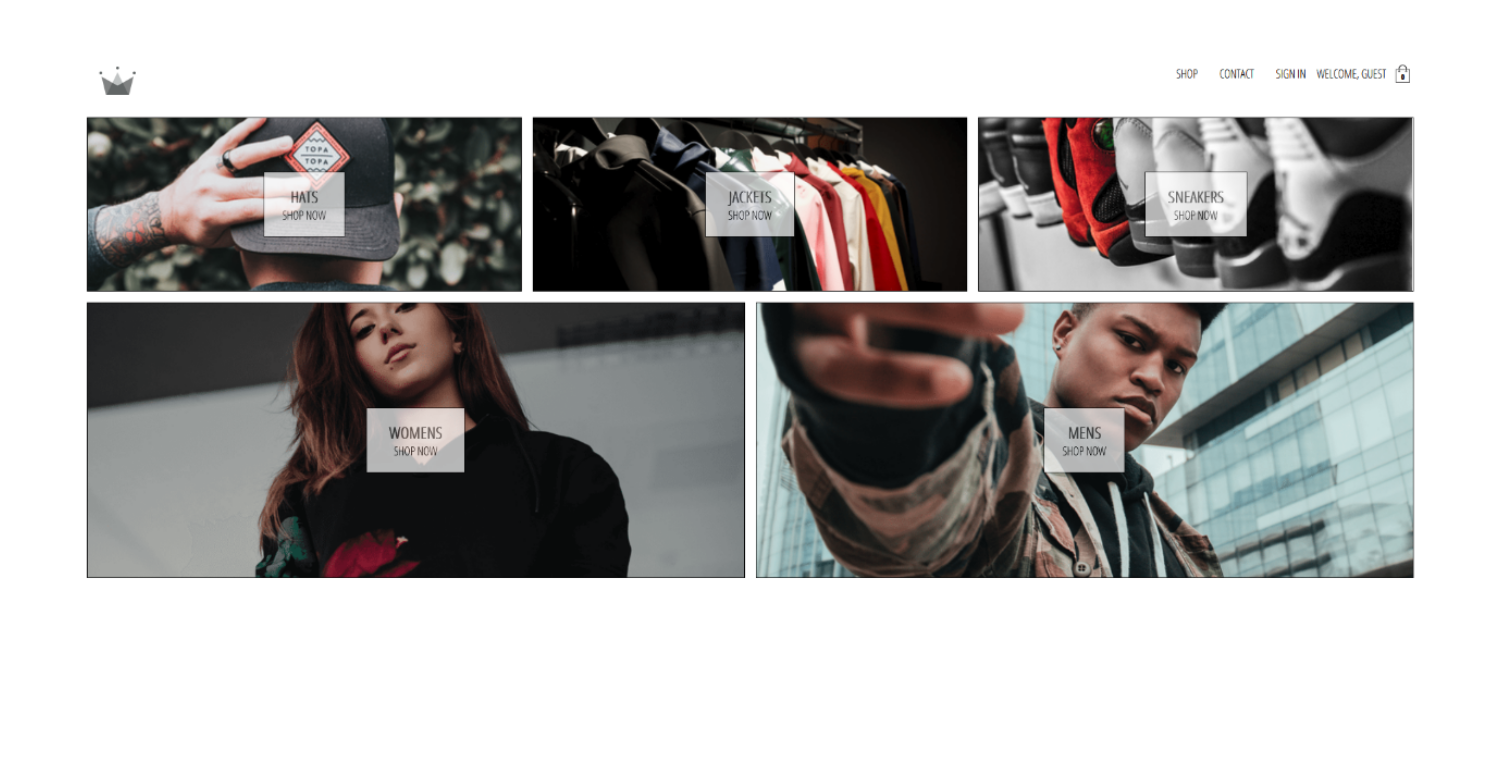 SHOP CONTACT SIGN IN WELCOME, GUEST 0
TOPA
TOPA
HATS
SHOP NOW
JACKETS
SHOP NOW
SNEAKERS
SHOP NOW
WOMENS
SHOP NOW
MENS
SHOP NOW